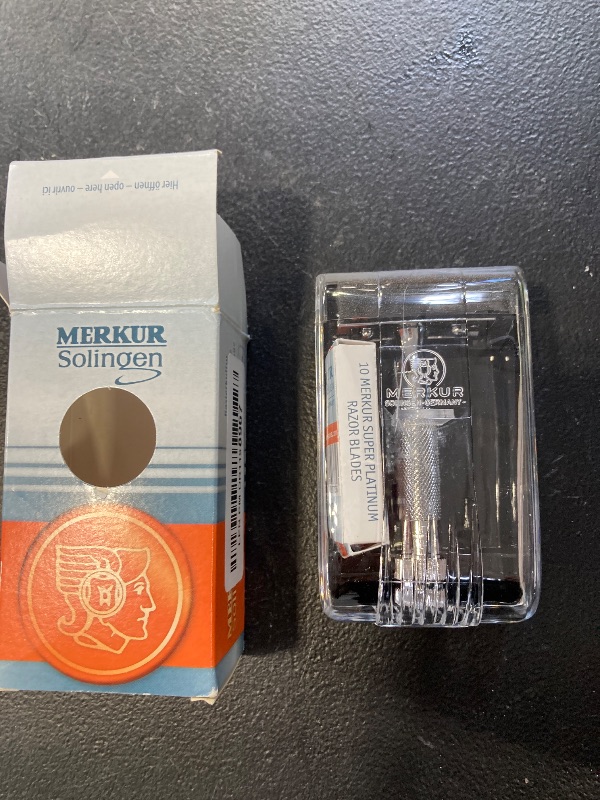 Hier öffnen – open here – ouvrir ici
MERKUR
Solingen
MERKUR
SOLINGEN-GERMANY-
10 MERKUR SUPER PLATINUM
RAZOR BLADES